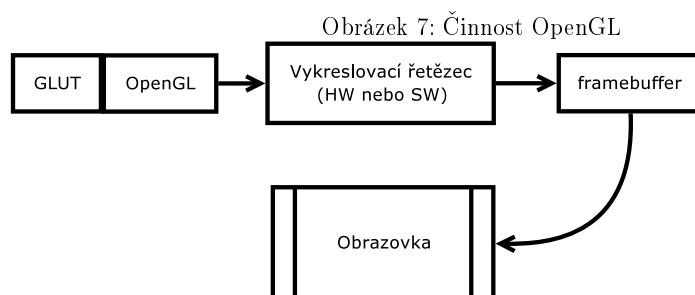 Obrázek 7: Činnost OpenGL
GLUT
OpenGL
Vykreslovací řetězec
(HW nebo SW)
framebuffer
Obrazovka